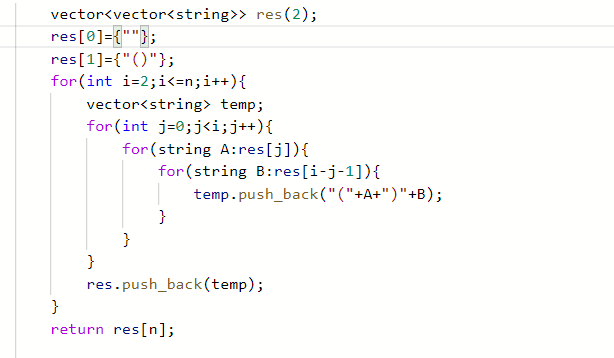 vector<vector<string>> res(2);
res[0]={""};
res[1]={"()"};
for(int i=2;i<=n;i++){
vector<string> temp;
for(int j=0;j<i;j++){
for(string A:res[j]){
for(string B:res[i-j-1]){
temp.push_back("("+A+")"+B);
}
}
}
res.push_back(temp);
}
return res[n];